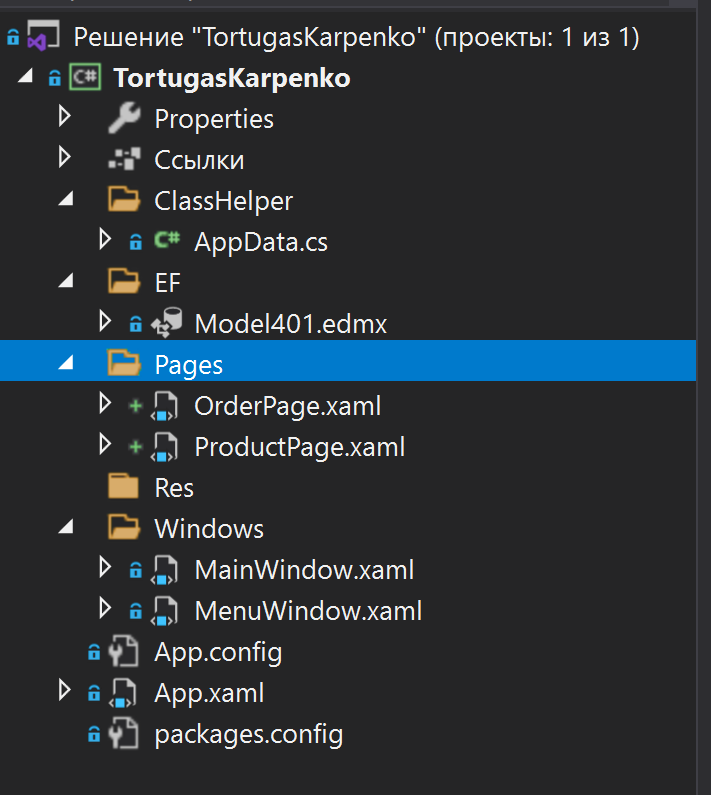 Решение "TortugasKarpenko" (проекты: 1 из 1)
C# TortugasKarpenko
Properties
Ссылки
ClassHelper
C# AppData.cs
EF
Model401.edmx
Pages
OrderPage.xaml
ProductPage.xaml
Res
Windows
MainWindow.xaml
MenuWindow.xaml
App.config
App.xaml
packages.config